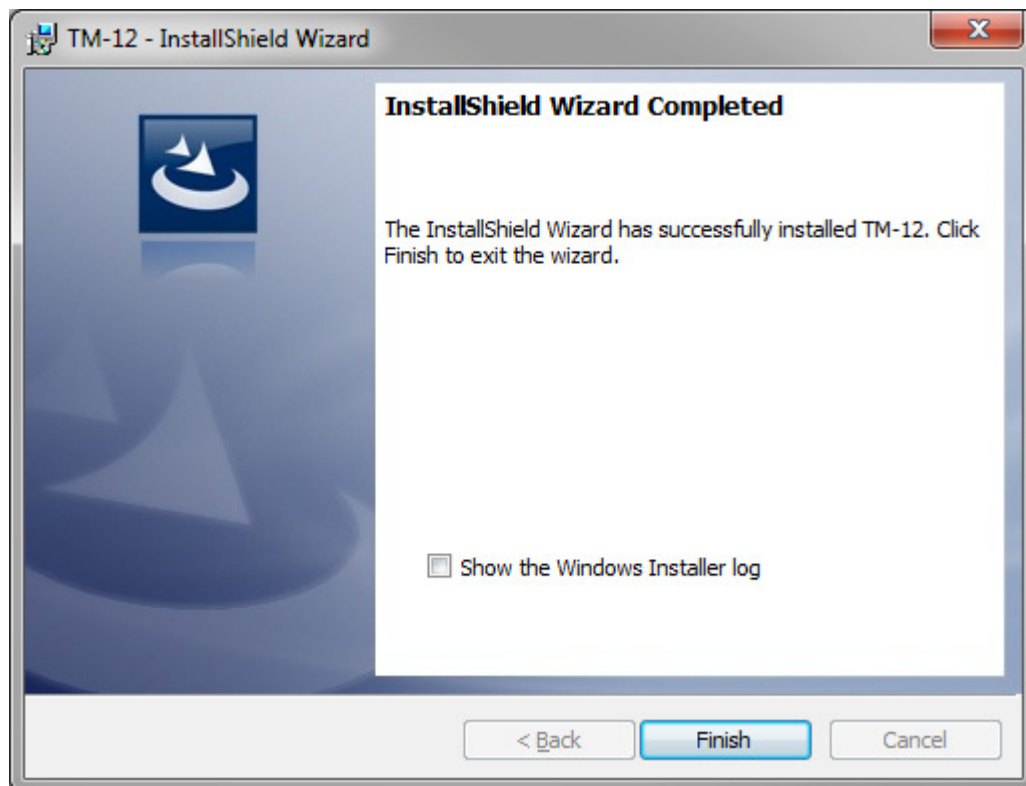 TM-12 - InstallShield Wizard
InstallShield Wizard Completed
The InstallShield Wizard has successfully installed TM-12. Click
Finish to exit the wizard.
Show the Windows Installer log
< Back
Finish
Cancel